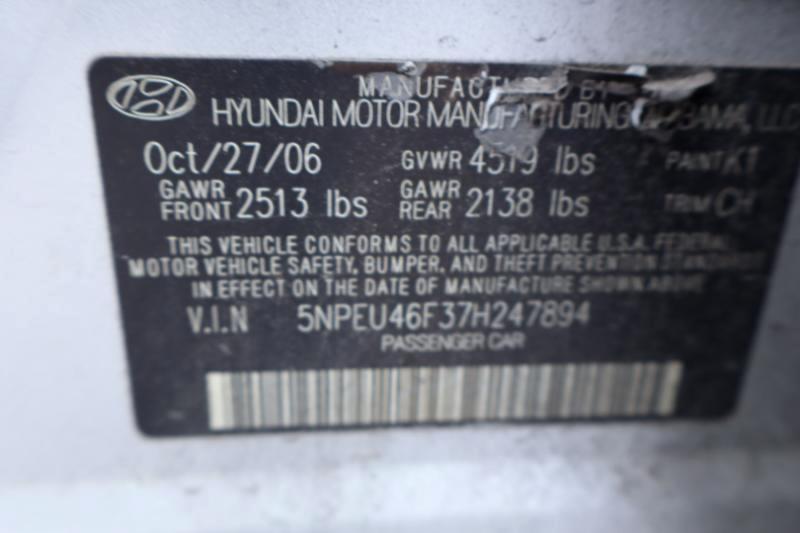 MANUFACTURED BY
HYUNDAI MOTOR MANUFACTURING ALABAMA, LLC
Oct/27/06 GVWR 4519 lbs PAINT KT
GAWR FRONT 2513 lbs GAWR REAR 2138 lbs TRIM CH
THIS VEHICLE CONFORMS TO ALL APPLICABLE U.S.A. FEDERAL
MOTOR VEHICLE SAFETY, BUMPER, AND THEFT PREVENTION STANDARDS
IN EFFECT ON THE DATE OF MANUFACTURE SHOWN ABOVE.
V.I.N 5NPEU46F37H247894
PASSENGER CAR